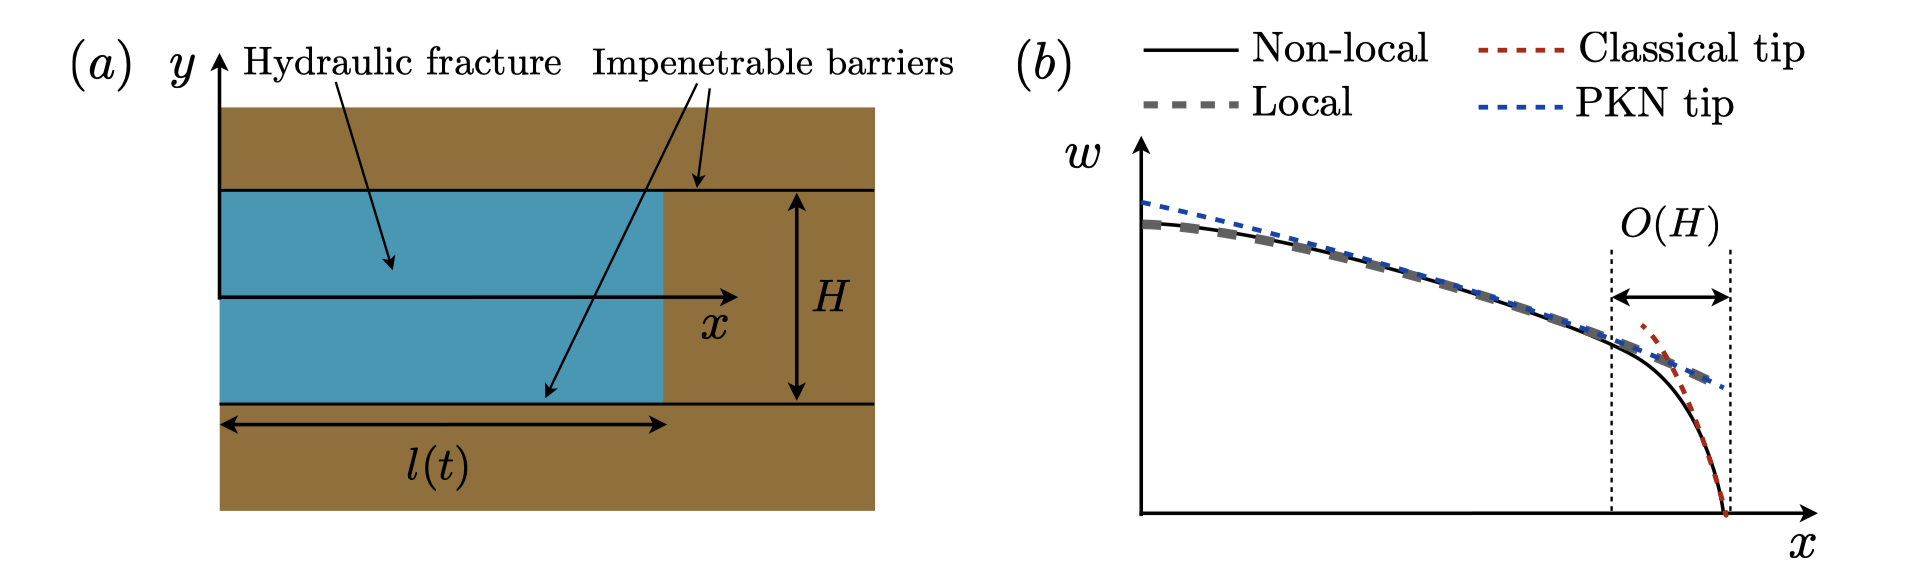 (a)
y
Hydraulic fracture
Impenetrable barriers
H
x
l(t)
(b)
Non-local
Classical tip
Local
PKN tip
w
O(H)
x